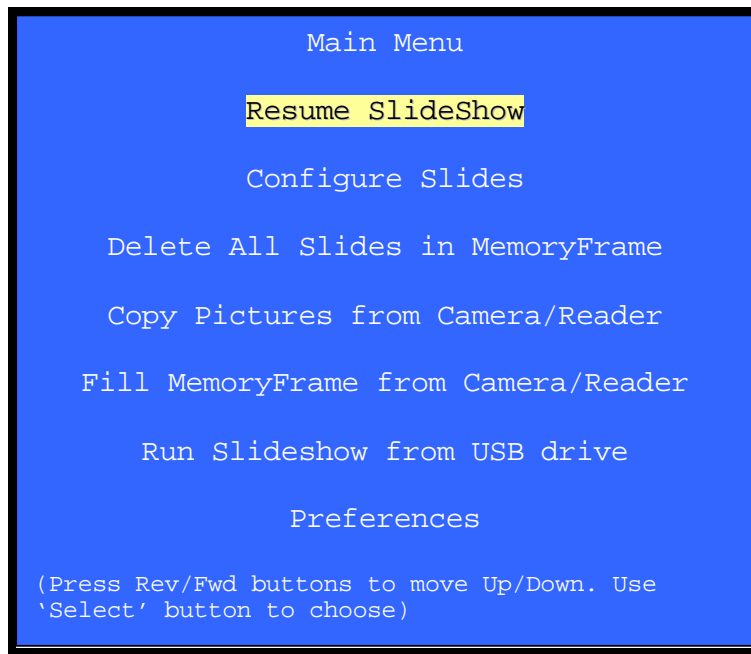 Main Menu
Resume SlideShow
Configure Slides
Delete All Slides in MemoryFrame
Copy Pictures from Camera/Reader
Fill MemoryFrame from Camera/Reader
Run Slideshow from USB drive
Preferences
(Press Rev/Fwd buttons to move Up/Down. Use
‘Select’ button to choose)